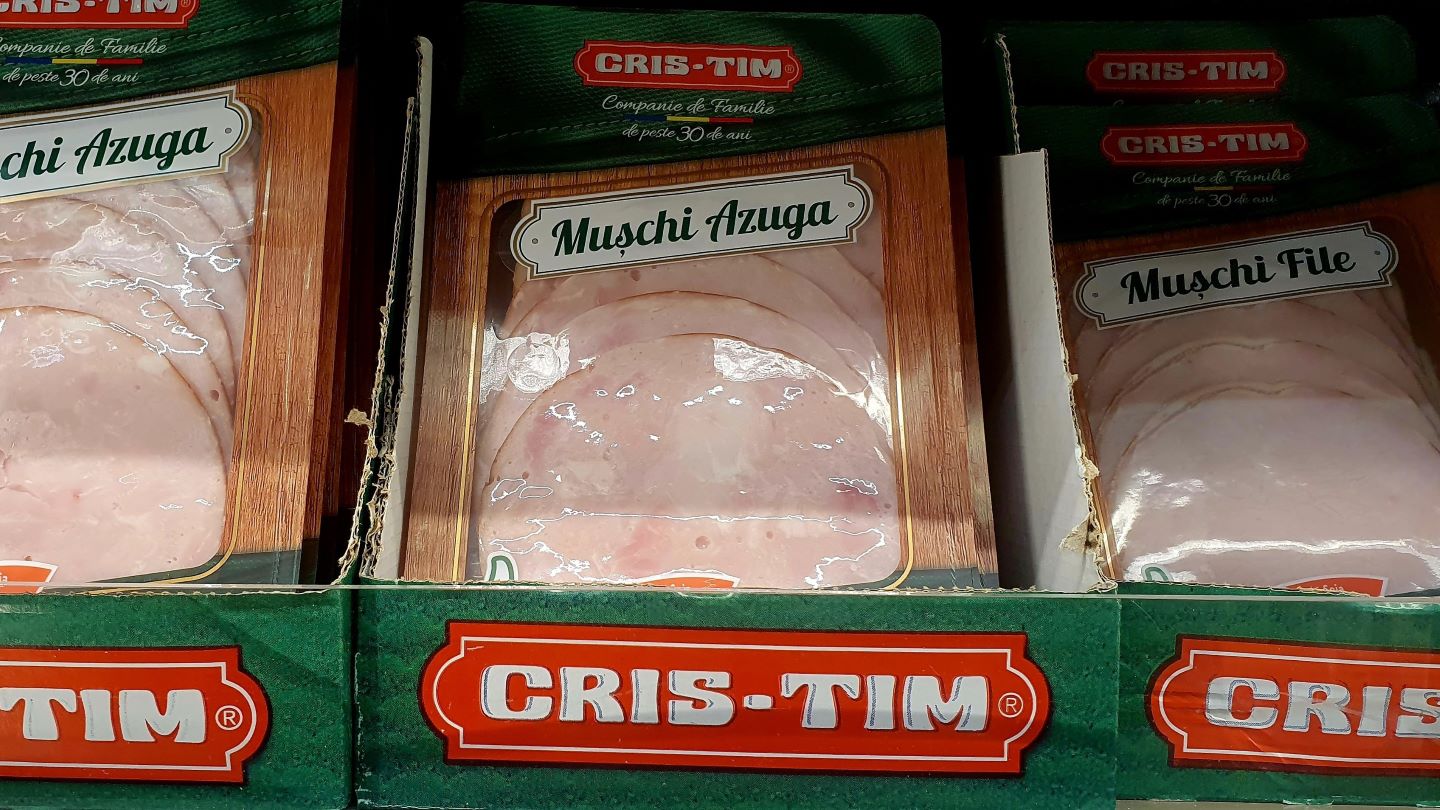 CRIS-TIM
Companie de Familie
de peste 30 de ani
chi Azuga
TIM®
CRIS-TIM®
Companie de Familie
de peste 30 de ani
Mușchi Azuga
CRIS-TIM®
CRIS-TIM®
CRIS-TIM®
Companie de Familie
de peste 30 de ani
Mușchi File
CRIS